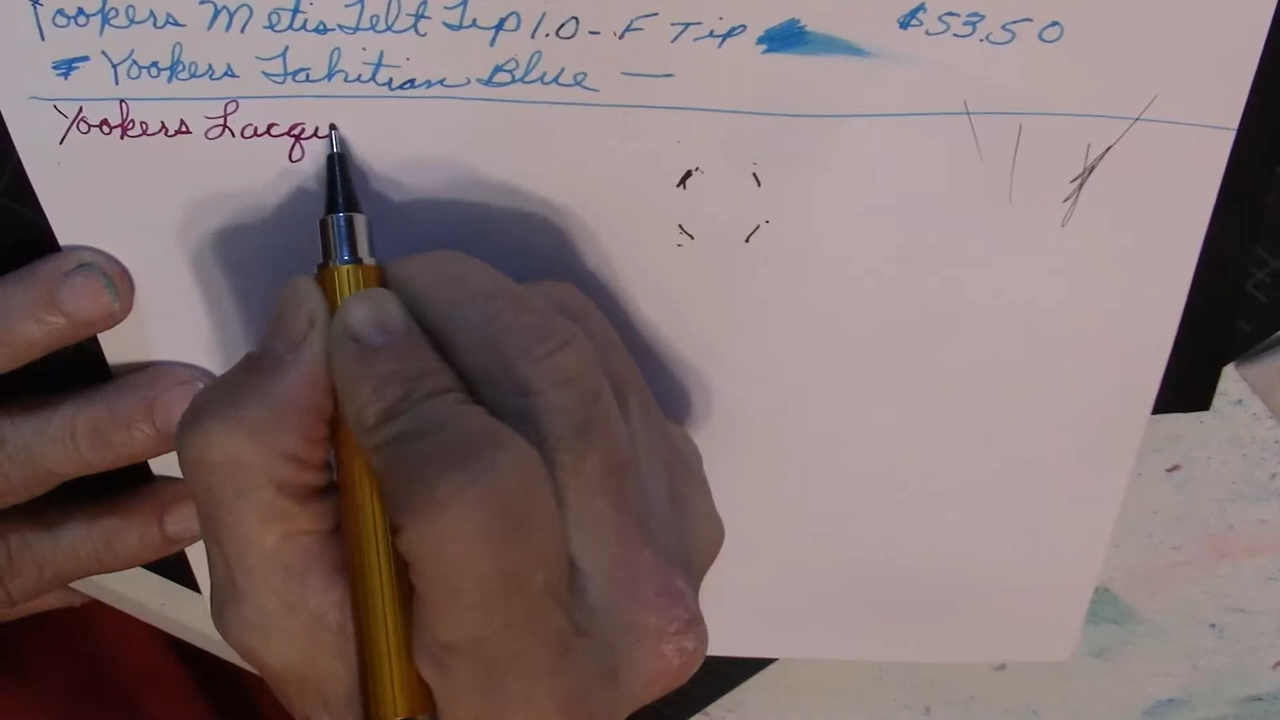 Yookers Metis Felt Tip 1.0 - F Tip $53.50
Yookers Tahitian Blue —
Yookers Lacqu